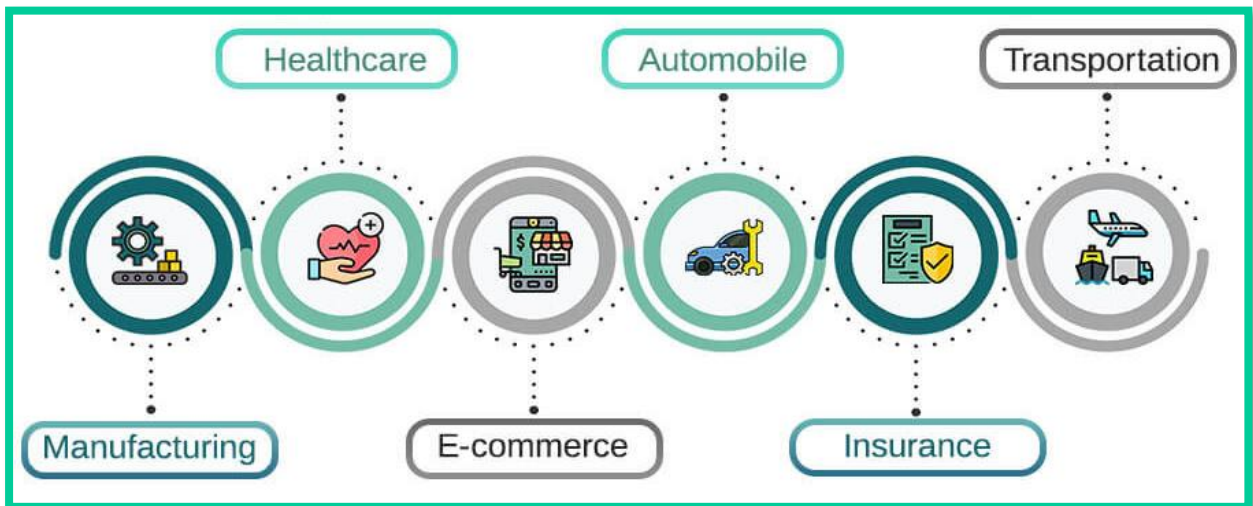 Healthcare
Automobile
Transportation
Manufacturing
E-commerce
Insurance